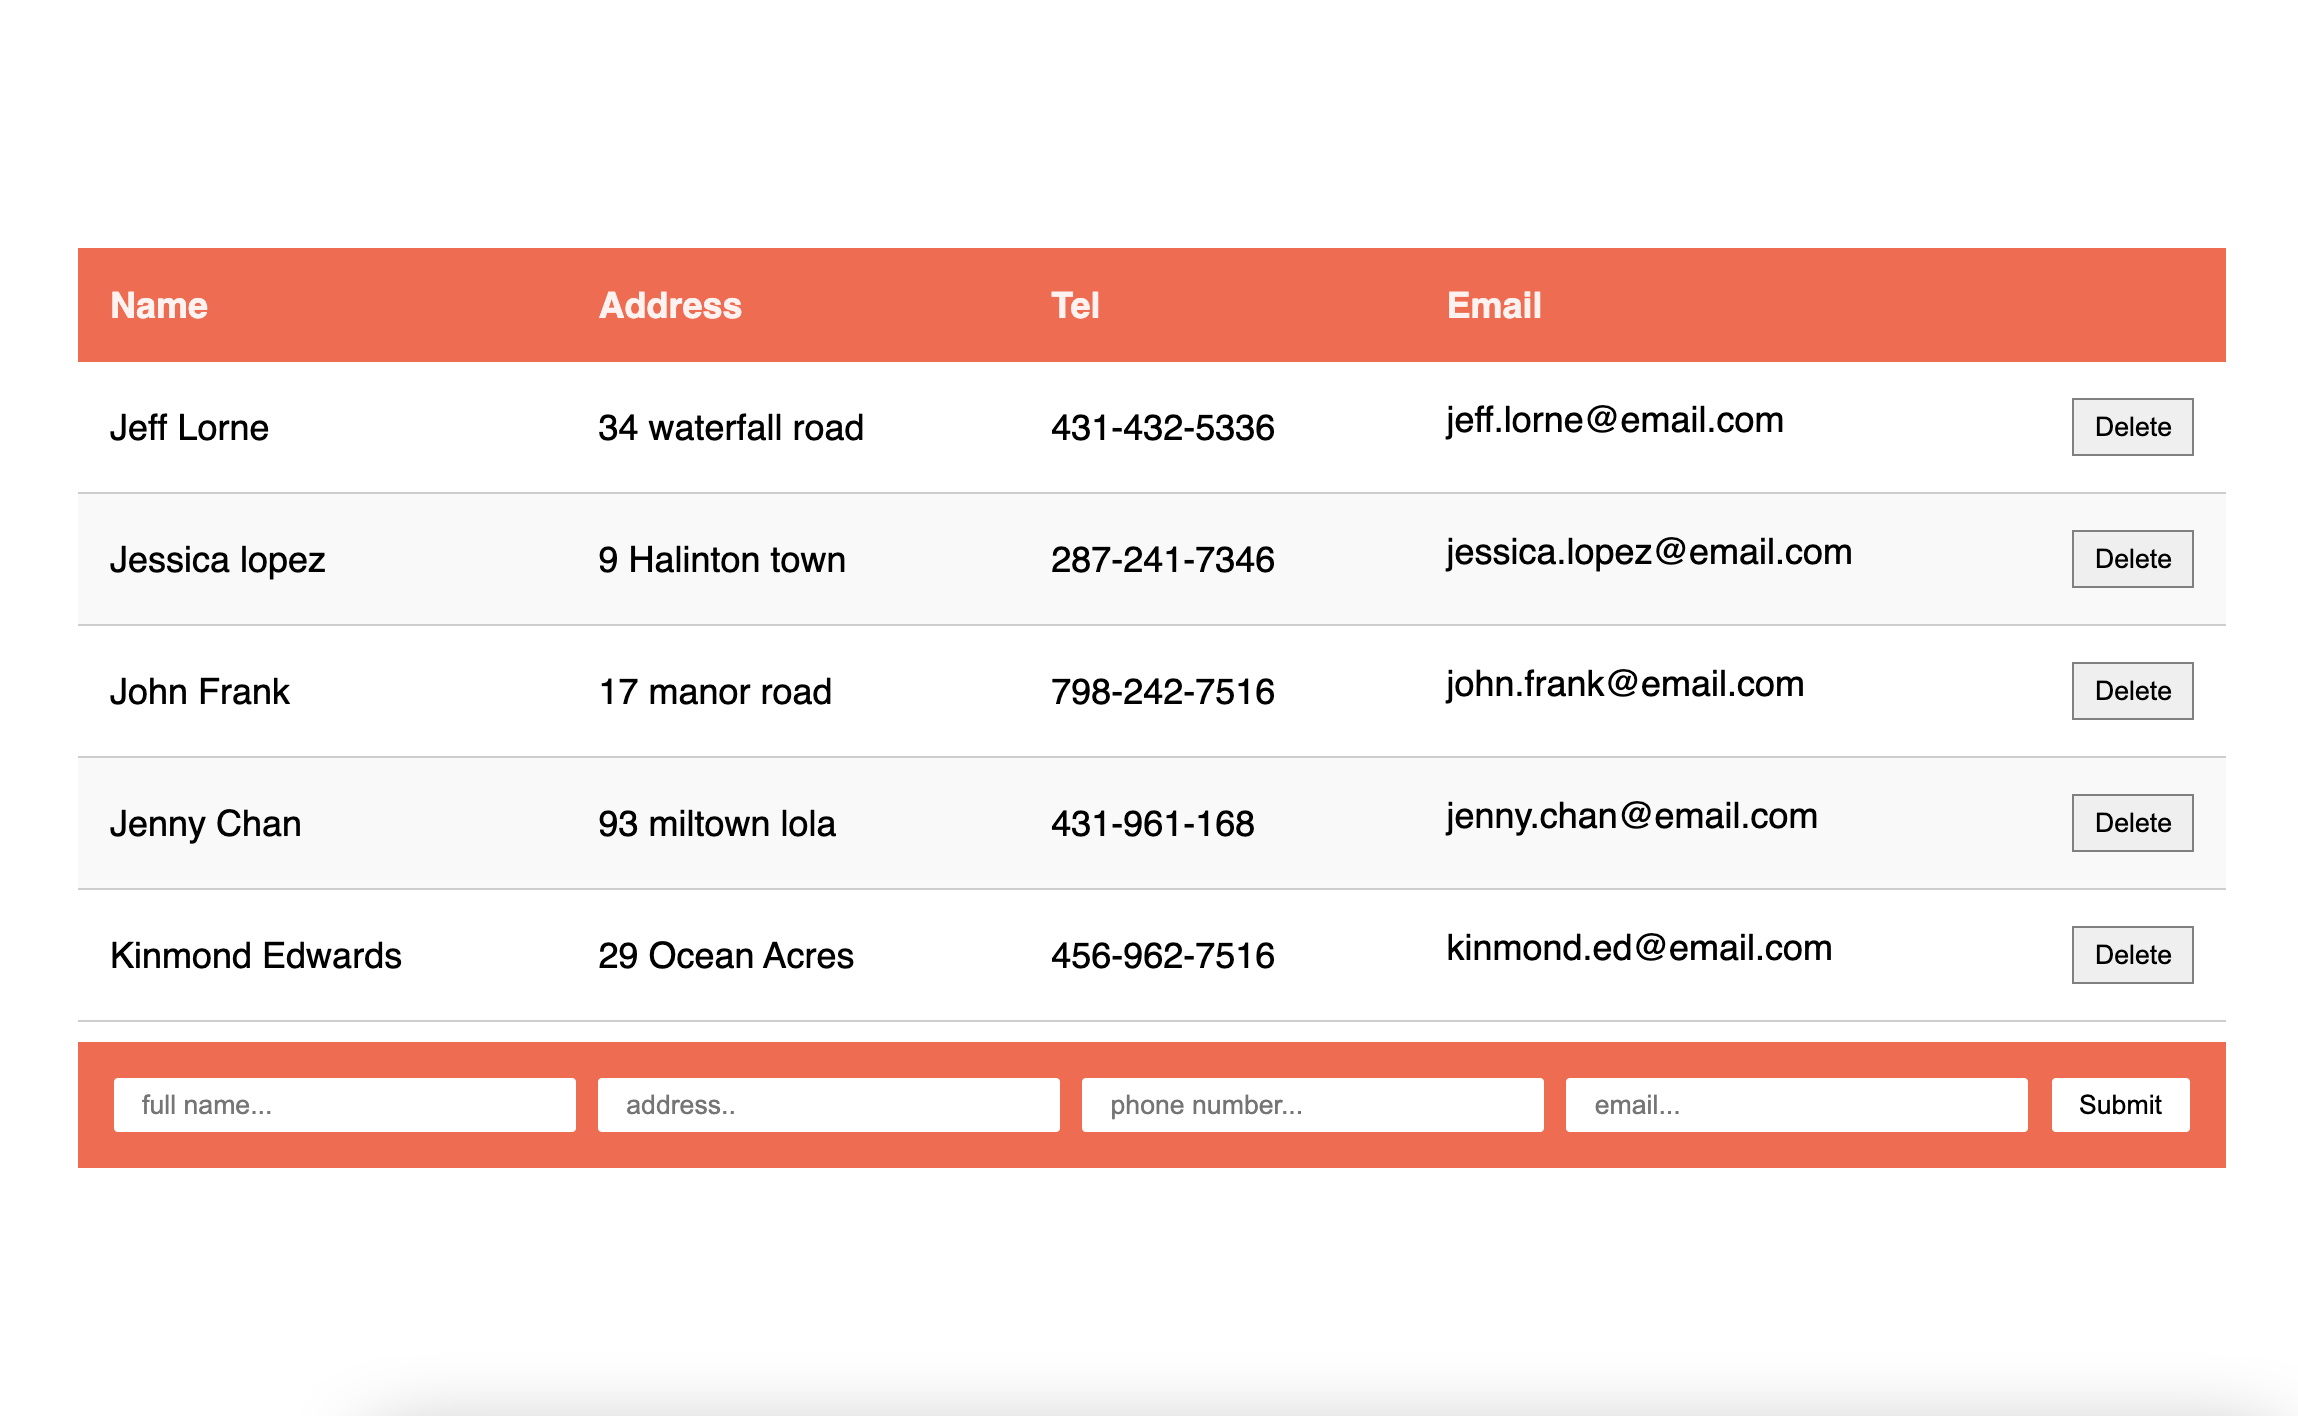 Name Address Tel Email
Jeff Lorne 34 waterfall road 431-432-5336 jeff.lorne@email.com Delete
Jessica lopez 9 Halinton town 287-241-7346 jessica.lopez@email.com Delete
John Frank 17 manor road 798-242-7516 john.frank@email.com Delete
Jenny Chan 93 miltown lola 431-961-168 jenny.chan@email.com Delete
Kinmond Edwards 29 Ocean Acres 456-962-7516 kinmond.ed@email.com Delete
full name... address.. phone number... email... Submit